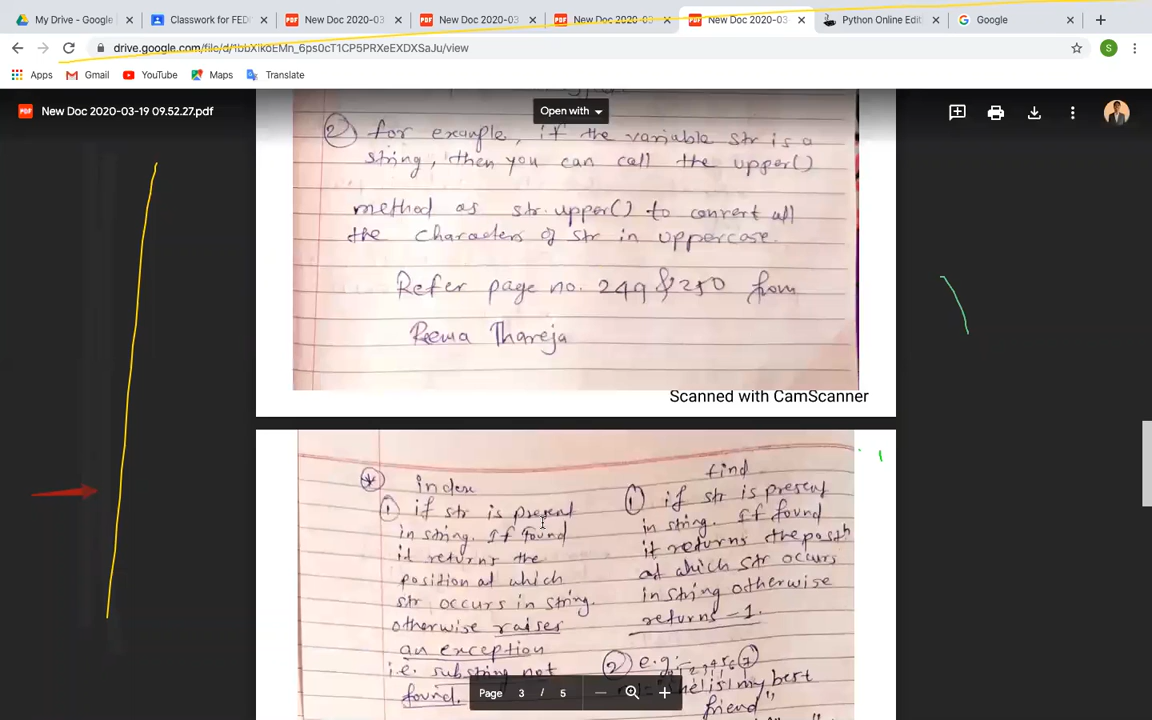 My Drive - Google
Classwork for FED
New Doc 2020-03
New Doc 2020-03
New Doc 2020-03
New Doc 2020-03
Python Online Edit
Google
drive.google.com/file/d/1bbXlkoEMn_6ps0cT1CP5PRXeEXDXSaJu/view
S
Apps
Gmail
YouTube
Maps
Translate
PDF
New Doc 2020-03-19 09.52.27.pdf
Open with
② for example, if the variable str is a
string, then you can call the upper()
method as str.upper() to convert all
the characters of str in uppercase.
Refer page no. 249 & 250 from
Reema Thareja
Scanned with CamScanner
index
① if str is present
in string. If found
it returns the
position at which
str occurs in string.
otherwise raises
an exception
i.e. substring not
found.
find
① if str is present
in string. If found
it returns the posn
at which str occurs
in string otherwise
returns -1.
② e.g:-
is my best
friend"
Page 3 / 5